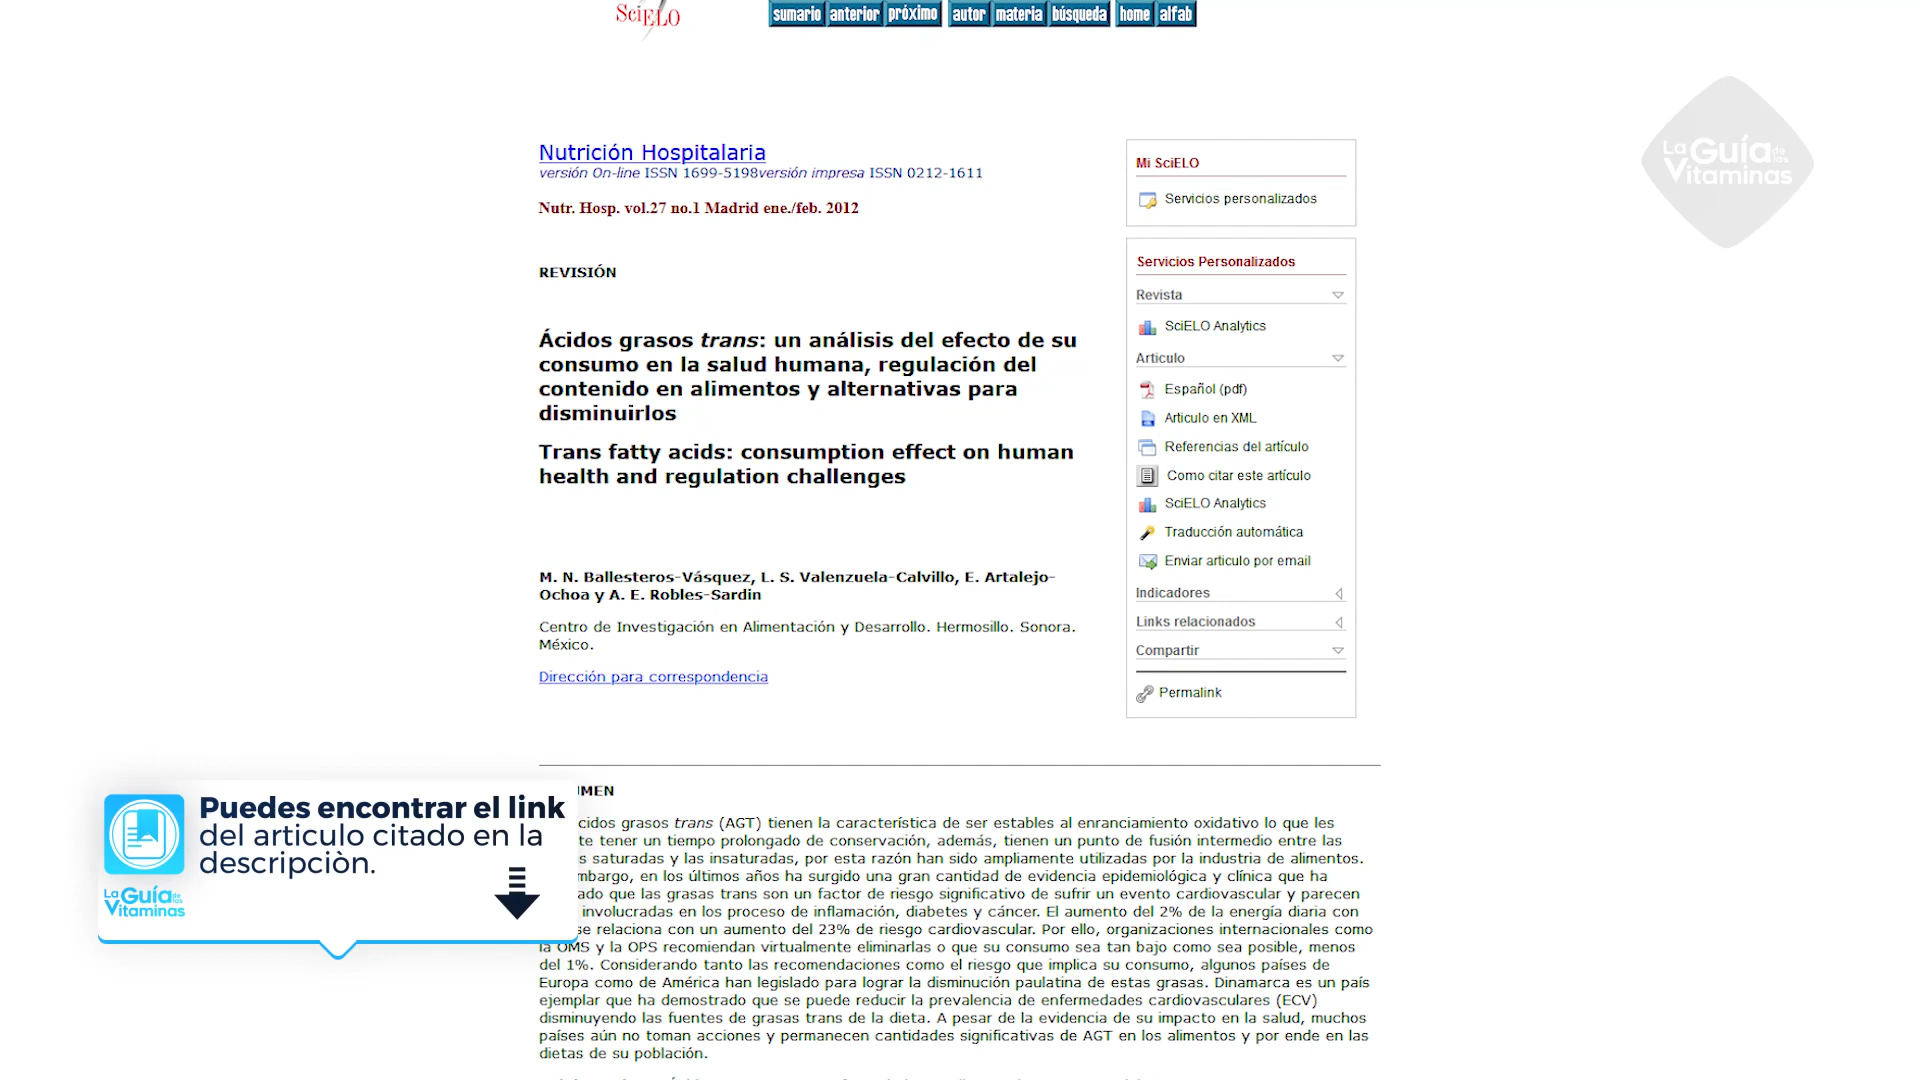 SciELO
sumario anterior próximo autor materia búsqueda home alfab
La Guía de las Vitaminas
Nutrición Hospitalaria
versión On-line ISSN 1699-5198versión impresa ISSN 0212-1611
Nutr. Hosp. vol.27 no.1 Madrid ene./feb. 2012
REVISIÓN
Ácidos grasos trans: un análisis del efecto de su
consumo en la salud humana, regulación del
contenido en alimentos y alternativas para
disminuirlos
Trans fatty acids: consumption effect on human
health and regulation challenges
M. N. Ballesteros-Vásquez, L. S. Valenzuela-Calvillo, E. Artalejo-
Ochoa y A. E. Robles-Sardin
Centro de Investigación en Alimentación y Desarrollo. Hermosillo. Sonora.
México.
Dirección para correspondencia
Mi SciELO
Servicios personalizados
Servicios Personalizados
Revista
SciELO Analytics
Articulo
Español (pdf)
Articulo en XML
Referencias del artículo
Como citar este artículo
SciELO Analytics
Traducción automática
Enviar articulo por email
Indicadores
Links relacionados
Compartir
Permalink
UMEN
cidos grasos trans (AGT) tienen la característica de ser estables al enranciamiento oxidativo lo que les
te tener un tiempo prolongado de conservación, además, tienen un punto de fusión intermedio entre las
s saturadas y las insaturadas, por esta razón han sido ampliamente utilizadas por la industria de alimentos.
mbargo, en los últimos años ha surgido una gran cantidad de evidencia epidemiológica y clínica que ha
ado que las grasas trans son un factor de riesgo significativo de sufrir un evento cardiovascular y parecen
involucradas en los proceso de inflamación, diabetes y cáncer. El aumento del 2% de la energía diaria con
se relaciona con un aumento del 23% de riesgo cardiovascular. Por ello, organizaciones internacionales como
la OMS y la OPS recomiendan virtualmente eliminarlas o que su consumo sea tan bajo como sea posible, menos
del 1%. Considerando tanto las recomendaciones como el riesgo que implica su consumo, algunos países de
Europa como de América han legislado para lograr la disminución paulatina de estas grasas. Dinamarca es un país
ejemplar que ha demostrado que se puede reducir la prevalencia de enfermedades cardiovasculares (ECV)
disminuyendo las fuentes de grasas trans de la dieta. A pesar de la evidencia de su impacto en la salud, muchos
países aún no toman acciones y permanecen cantidades significativas de AGT en los alimentos y por ende en las
dietas de su población.
Puedes encontrar el link
del articulo citado en la
descripciòn.
La Guía de las Vitaminas